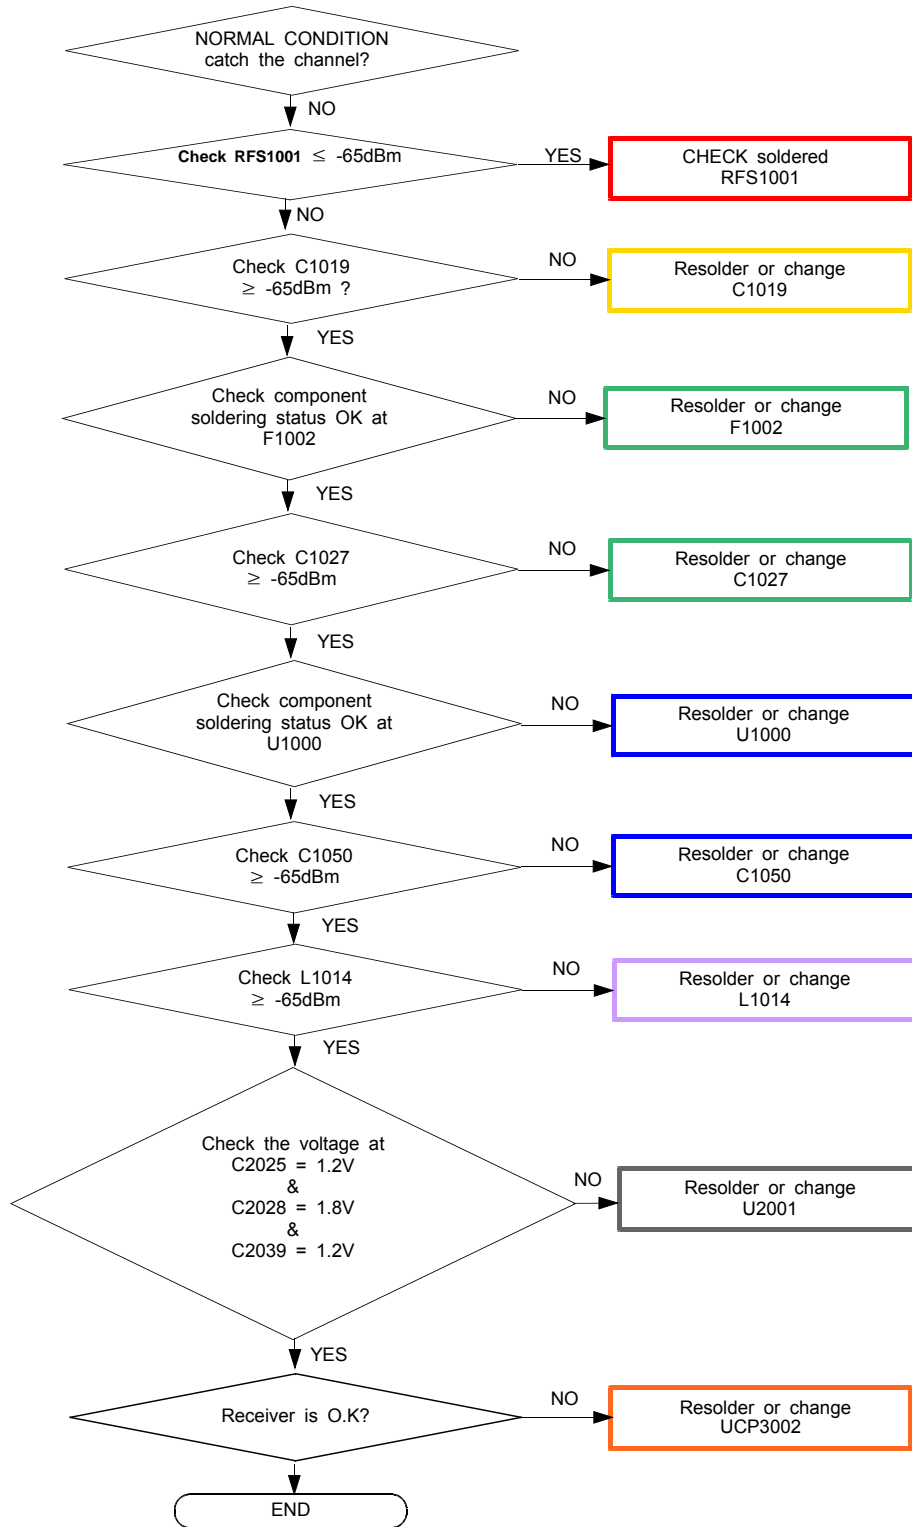 NORMAL CONDITION
catch the channel?
NO
Check RFS1001 ≤ -65dBm
YES
CHECK soldered
RFS1001
NO
Check C1019
≥ -65dBm ?
NO
Resolder or change
C1019
YES
Check component
soldering status OK at
F1002
NO
Resolder or change
F1002
YES
Check C1027
≥ -65dBm
NO
Resolder or change
C1027
YES
Check component
soldering status OK at
U1000
NO
Resolder or change
U1000
YES
Check C1050
≥ -65dBm
NO
Resolder or change
C1050
YES
Check L1014
≥ -65dBm
NO
Resolder or change
L1014
YES
Check the voltage at
C2025 = 1.2V
&
C2028 = 1.8V
&
C2039 = 1.2V
NO
Resolder or change
U2001
YES
Receiver is O.K?
NO
Resolder or change
UCP3002
END